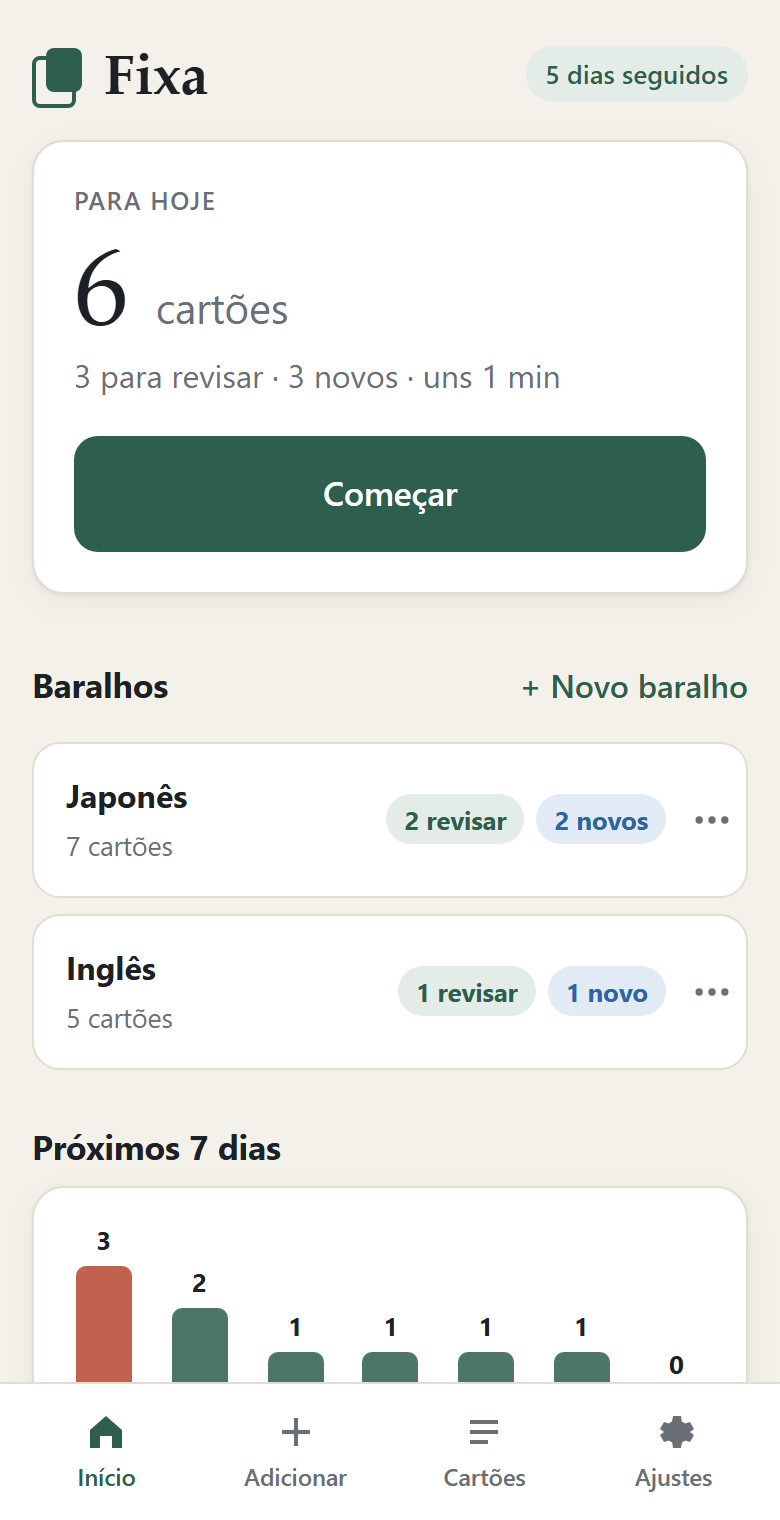 Fixa
5 dias seguidos
PARA HOJE
6 cartões
3 para revisar · 3 novos · uns 1 min
Começar
Baralhos
+ Novo baralho
Japonês
7 cartões
2 revisar
2 novos
Inglês
5 cartões
1 revisar
1 novo
Próximos 7 dias
3
2
1
1
1
1
0
Início
Adicionar
Cartões
Ajustes